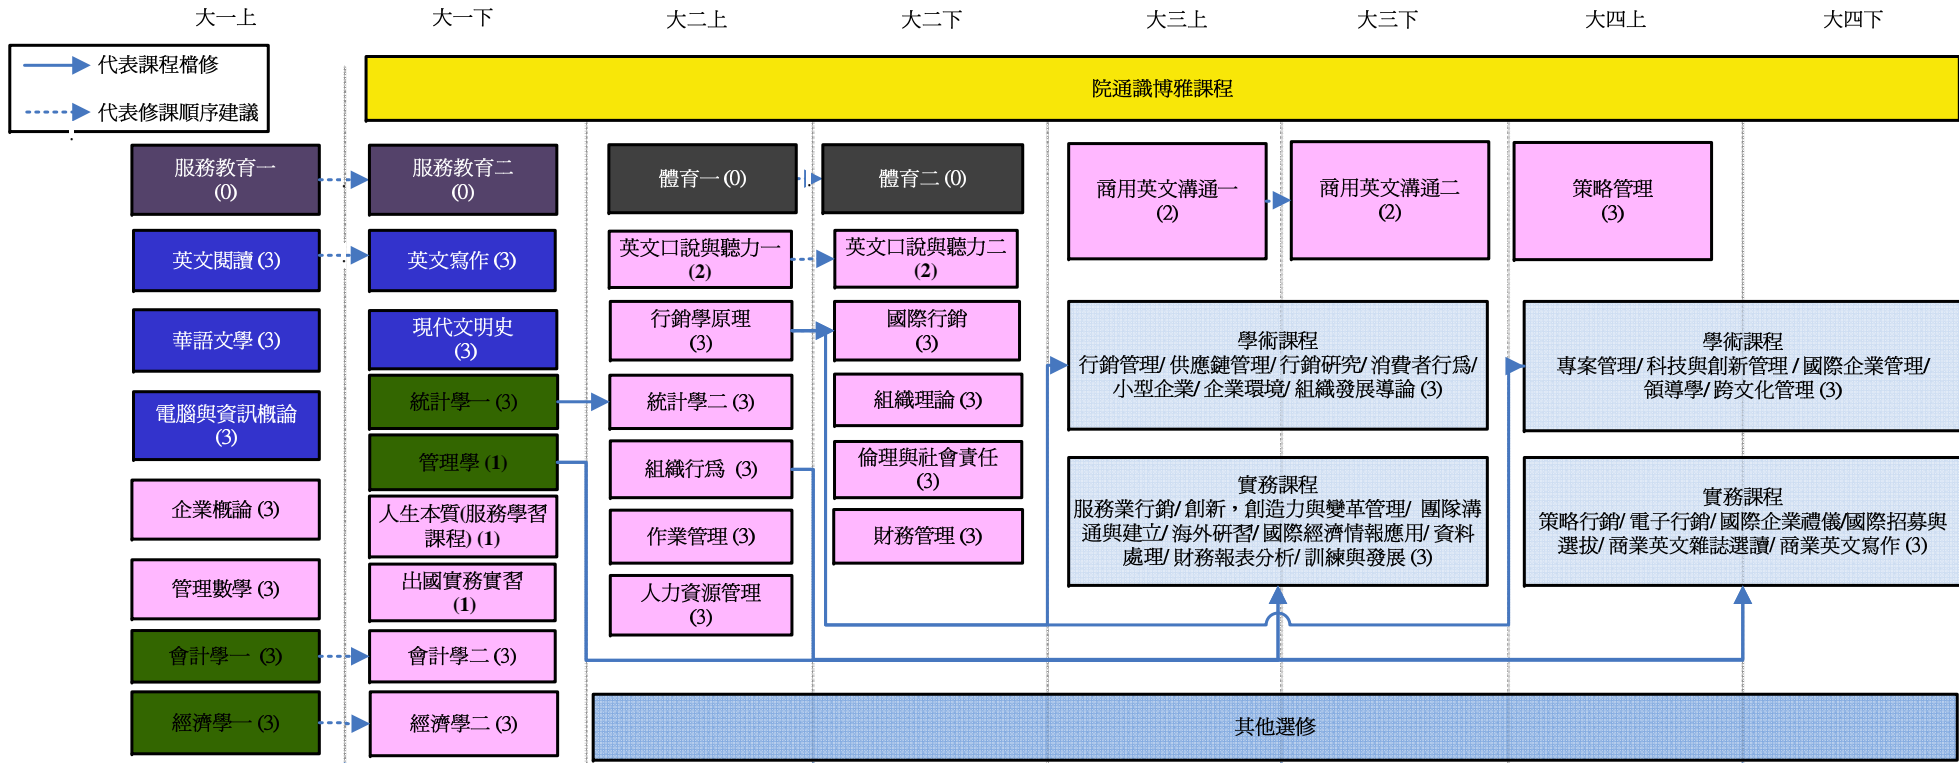 大一上
大一下
大二上
大二下
大三上
大三下
大四上
大四下
代表課程檔修
代表修課順序建議
院通識博雅課程
服務教育一
(0)
服務教育二
(0)
體育一 (0)
體育二 (0)
商用英文溝通一
(2)
商用英文溝通二
(2)
策略管理
(3)
英文閱讀 (3)
英文寫作 (3)
英文口說與聽力一
(2)
英文口說與聽力二
(2)
華語文學 (3)
現代文明史
(3)
行銷學原理
(3)
國際行銷
(3)
學術課程
行銷管理/ 供應鏈管理/ 行銷研究/ 消費者行為/
小型企業/ 企業環境/ 組織發展導論 (3)
學術課程
專案管理/ 科技與創新管理 / 國際企業管理/
領導學/ 跨文化管理 (3)
電腦與資訊概論
(3)
統計學一 (3)
統計學二 (3)
組織理論 (3)
管理學 (1)
組織行為 (3)
倫理與社會責任
(3)
實務課程
服務業行銷/ 創新，創造力與變革管理/ 團隊溝
通與建立/ 海外研習/ 國際經濟情報應用/ 資料
處理/ 財務報表分析/ 訓練與發展 (3)
實務課程
策略行銷/ 電子行銷/ 國際企業禮儀/國際招募與
選拔/ 商業英文雜誌選讀/ 商業英文寫作 (3)
企業概論 (3)
人生本質(服務學習
課程) (1)
作業管理 (3)
財務管理 (3)
管理數學 (3)
出國實務實習
(1)
人力資源管理
(3)
會計學一 (3)
會計學二 (3)
經濟學一 (3)
經濟學二 (3)
其他選修